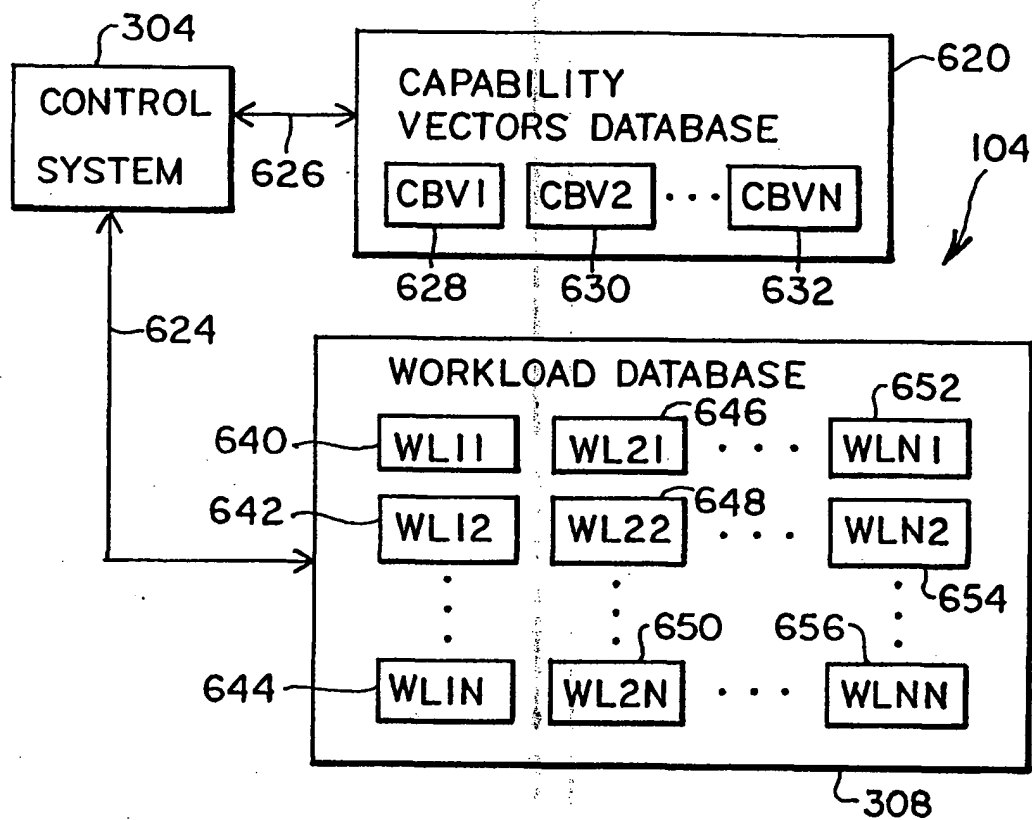 304
CONTROL
SYSTEM
626
CAPABILITY
VECTORS DATABASE
CBV1 CBV2 ... CBVN
628 630 632
620
104
624
WORKLOAD DATABASE
640 WL11 WL21 646 ... WLN1 652
642 WL12 WL22 648 ... WLN2 654
644 WL1N WL2N 650 ... WLNN 656
308